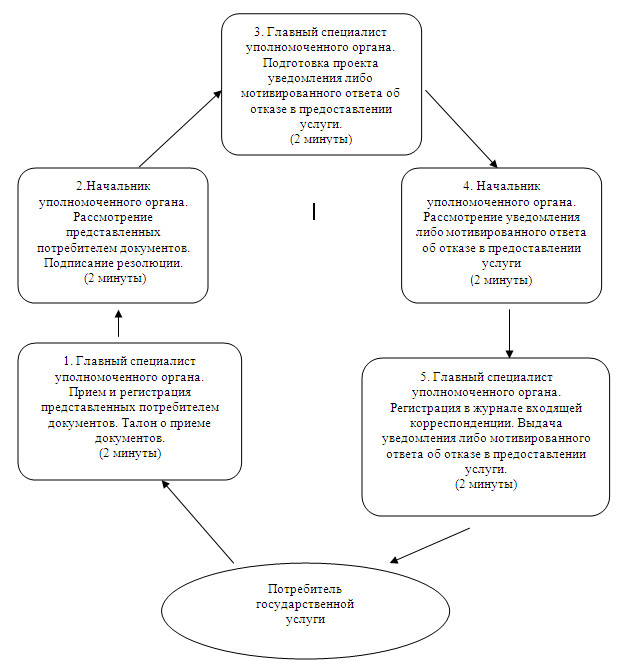 3. Главный специалист
уполномоченного органа.
Подготовка проекта
уведомления либо
мотивированного ответа об
отказе в предоставлении
услуги.
(2 минуты)
2.Начальник
уполномоченного органа.
Рассмотрение
представленных
потребителем документов.
Подписание резолюции.
(2 минуты)
4. Начальник
уполномоченного органа.
Рассмотрение уведомления
либо мотивированного ответа
об отказе в предоставлении
услуги
(2 минуты)
1. Главный специалист
уполномоченного органа.
Прием и регистрация
представленных потребителем
документов. Талон о приеме
документов.
(2 минуты)
5. Главный специалист
уполномоченного органа.
Регистрация в журнале входящей
корреспонденции. Выдача
уведомления либо мотивированного
ответа об отказе в предоставлении
услуги.
(2 минуты)
Потребитель
государственной
услуги